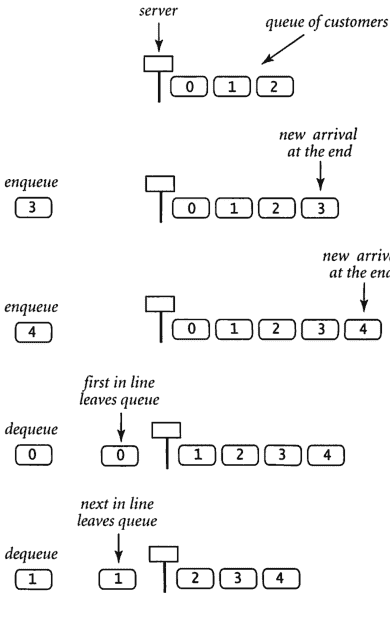 server
queue of customers
0 1 2
new arrival
at the end
enqueue
3
0 1 2 3
new
at the
enqueue
4
0 1 2 3 4
first in line
leaves queue
dequeue
0
0
1 2 3 4
next in line
leaves queue
dequeue
1
1
2 3 4